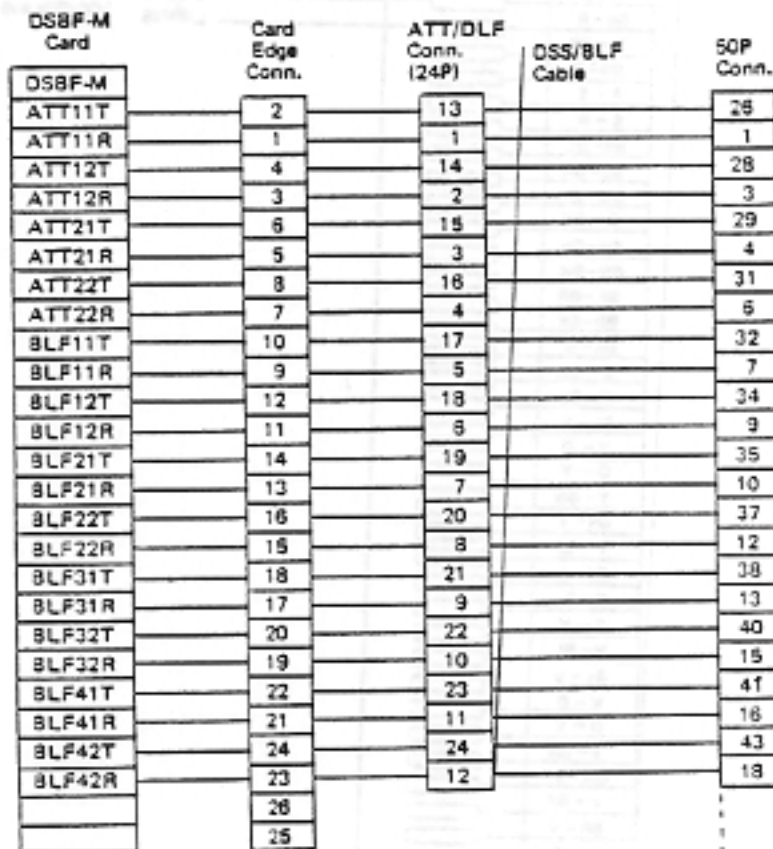 DSBF-M Card
Card Edge Conn.
ATT/DLF Conn. (24P)
DSS/BLF Cable
50P Conn.
DSBF-M
ATT11T 2 13 26
ATT11R 1 1 1
ATT12T 4 14 28
ATT12R 3 2 3
ATT21T 6 15 29
ATT21R 5 3 4
ATT22T 8 16 31
ATT22R 7 4 6
BLF11T 10 17 32
BLF11R 9 5 7
BLF12T 12 18 34
BLF12R 11 6 9
BLF21T 14 19 35
BLF21R 13 7 10
BLF22T 16 20 37
BLF22R 15 8 12
BLF31T 18 21 38
BLF31R 17 9 13
BLF32T 20 22 40
BLF32R 19 10 15
BLF41T 22 23 41
BLF41R 21 11 16
BLF42T 24 24 43
BLF42R 23 12 18
26
25